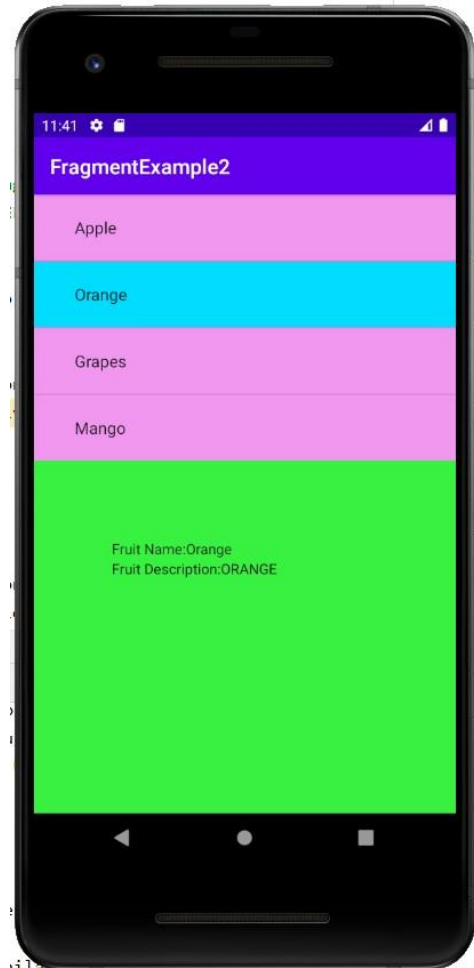 11:41
FragmentExample2
Apple
Orange
Grapes
Mango
Fruit Name:Orange
Fruit Description:ORANGE